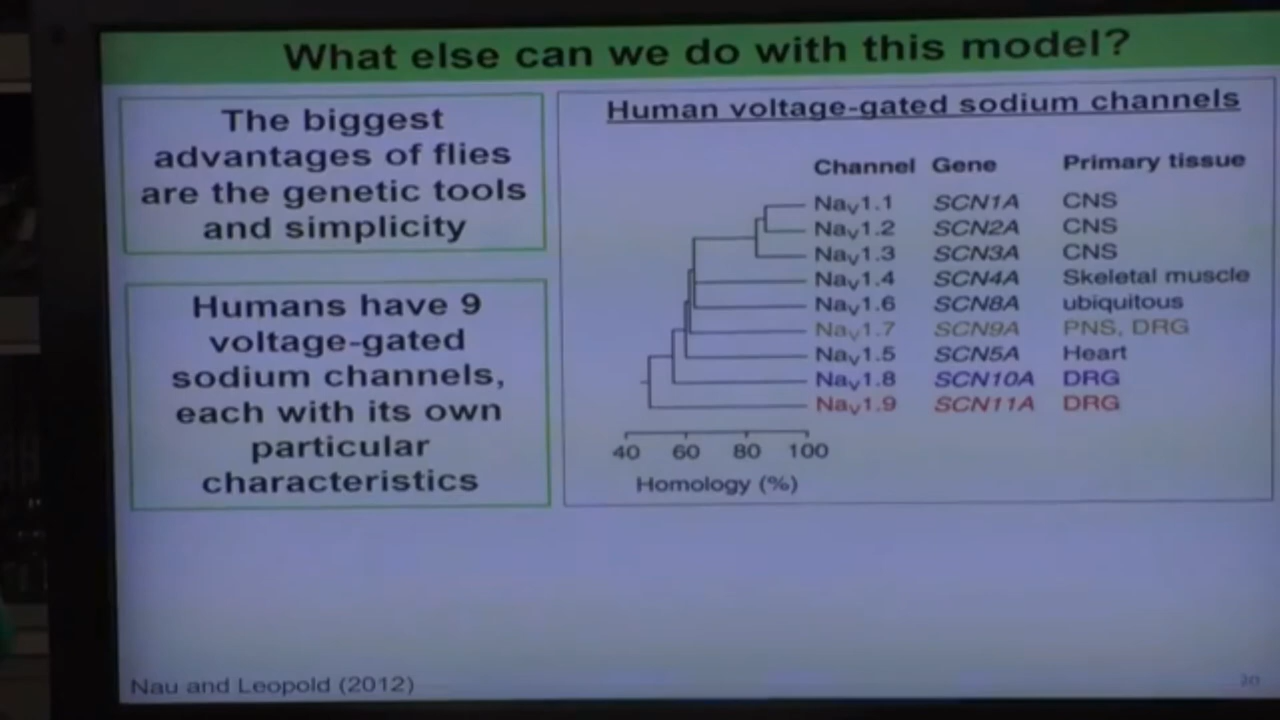 What else can we do with this model?
The biggest
advantages of flies
are the genetic tools
and simplicity
Humans have 9
voltage-gated
sodium channels,
each with its own
particular
characteristics
Human voltage-gated sodium channels
Channel Gene Primary tissue
Nav1.1 SCN1A CNS
Nav1.2 SCN2A CNS
Nav1.3 SCN3A CNS
Nav1.4 SCN4A Skeletal muscle
Nav1.6 SCN8A ubiquitous
Nav1.7 SCN9A PNS, DRG
Nav1.5 SCN5A Heart
Nav1.8 SCN10A DRG
Nav1.9 SCN11A DRG
40 60 80 100
Homology (%)
Nau and Leopold (2012)
20